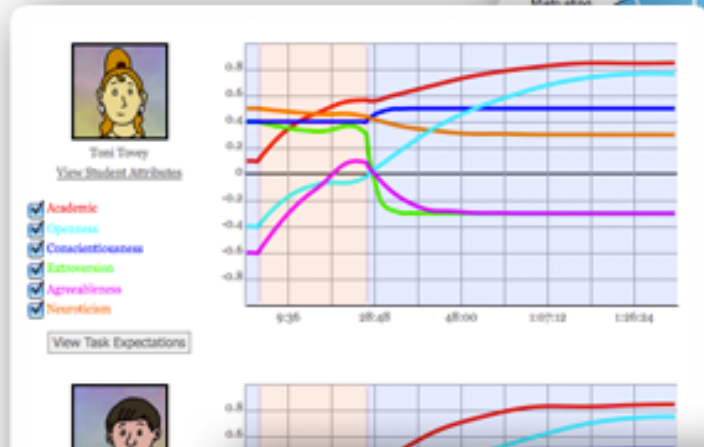 0.8
0.6
0.4
0.2
0
-0.2
-0.4
-0.6
-0.8
9:36 28:48 48:00 1:07:12 1:26:24
Toni Tovey
View Student Attributes
Academic
Openness
Conscientiousness
Extroversion
Agreeableness
Neuroticism
View Task Expectations
0.8
0.6